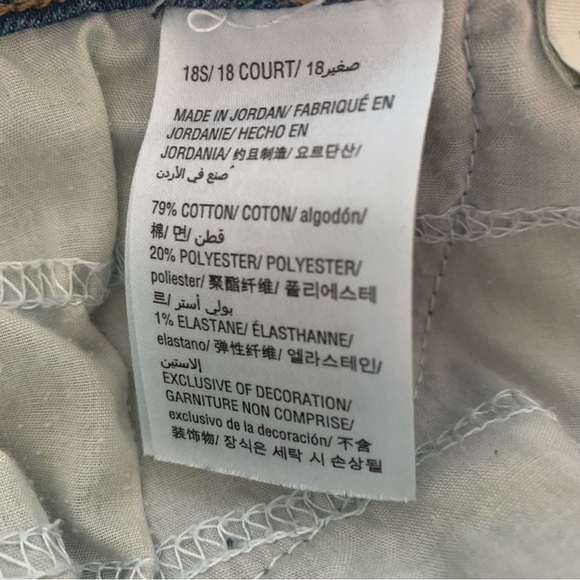 18S/ 18 COURT/ 18صغير
MADE IN JORDAN/ FABRIQUÉ EN
JORDANIE/ HECHO EN
JORDANIA/ 约旦制造/ 요르단산/
صُنع في الأردن
79% COTTON/ COTON/ algodón/
棉/ 면/ قطن
20% POLYESTER/ POLYESTER/
poliester/ 聚酯纤维/ 폴리에스테
르/ بولي أستر
1% ELASTANE/ ÉLASTHANNE/
elastano/ 弹性纤维/ 엘라스테인/
إلاستين
EXCLUSIVE OF DECORATION/
GARNITURE NON COMPRISE/
exclusivo de la decoración/ 不含
装饰物/ 장식은 세탁 시 손상될